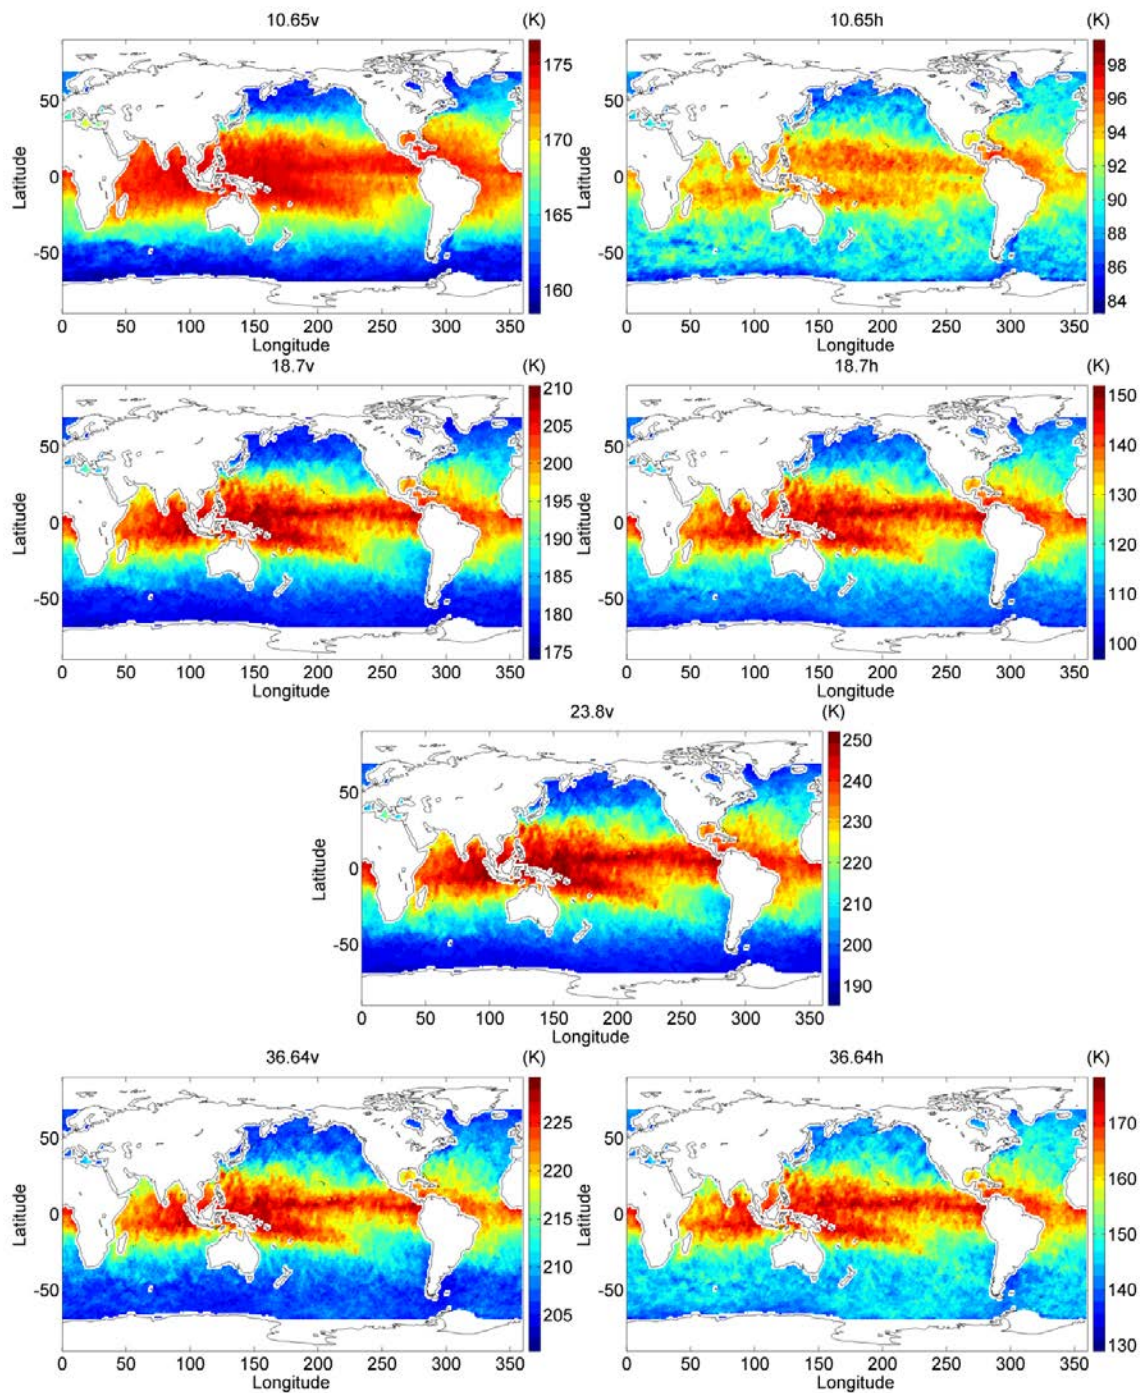 10.65v (K)
175
170
165
160
50
0
-50
Latitude
0 50 100 150 200 250 300 350
Longitude
10.65h (K)
98
96
94
92
90
88
86
84
50
0
-50
Latitude
0 50 100 150 200 250 300 350
Longitude
18.7v (K)
210
205
200
195
190
185
180
175
50
0
-50
Latitude
0 50 100 150 200 250 300 350
Longitude
18.7h (K)
150
140
130
120
110
100
50
0
-50
Latitude
0 50 100 150 200 250 300 350
Longitude
23.8v (K)
250
240
230
220
210
200
190
50
0
-50
Latitude
0 50 100 150 200 250 300 350
Longitude
36.64v (K)
225
220
215
210
205
50
0
-50
Latitude
0 50 100 150 200 250 300 350
Longitude
36.64h (K)
170
160
150
140
130
50
0
-50
Latitude
0 50 100 150 200 250 300 350
Longitude